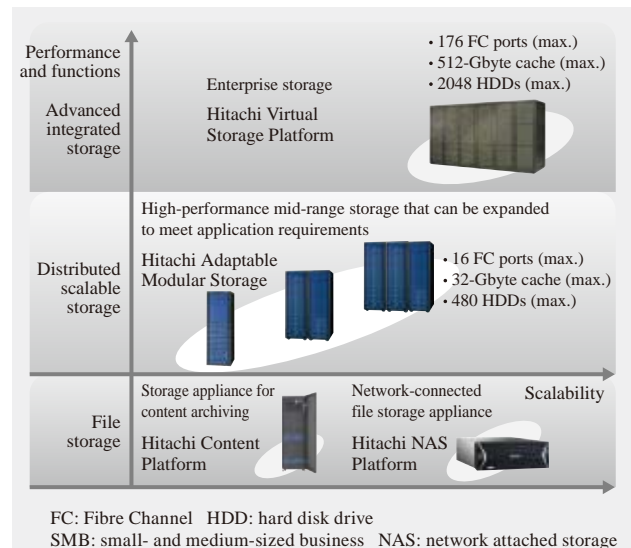 Performance
and functions
Advanced
integrated
storage
Enterprise storage
Hitachi Virtual
Storage Platform
• 176 FC ports (max.)
• 512-Gbyte cache (max.)
• 2048 HDDs (max.)
High-performance mid-range storage that can be expanded
to meet application requirements
Distributed
scalable
storage
Hitachi Adaptable
Modular Storage
• 16 FC ports (max.)
• 32-Gbyte cache (max.)
• 480 HDDs (max.)
Scalability
File
storage
Storage appliance for
content archiving
Hitachi Content
Platform
Network-connected
file storage appliance
Hitachi NAS
Platform
FC: Fibre Channel HDD: hard disk drive
SMB: small- and medium-sized business NAS: network attached storage